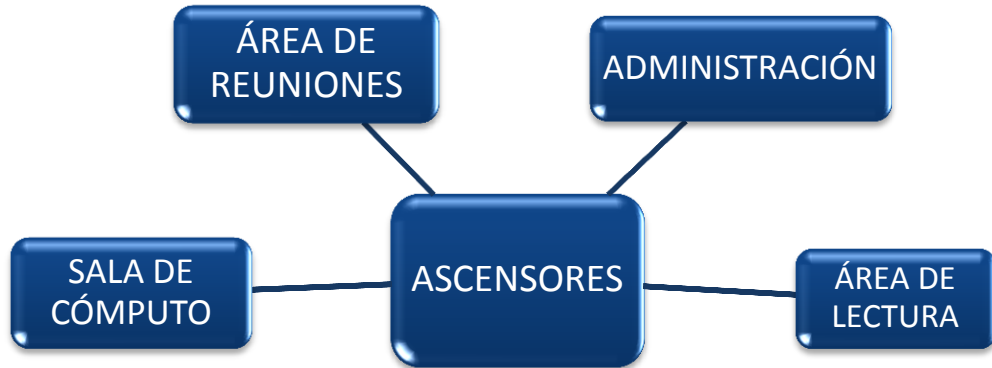 ÁREA DE
REUNIONES
ADMINISTRACIÓN
SALA DE
CÓMPUTO
ASCENSORES
ÁREA DE
LECTURA